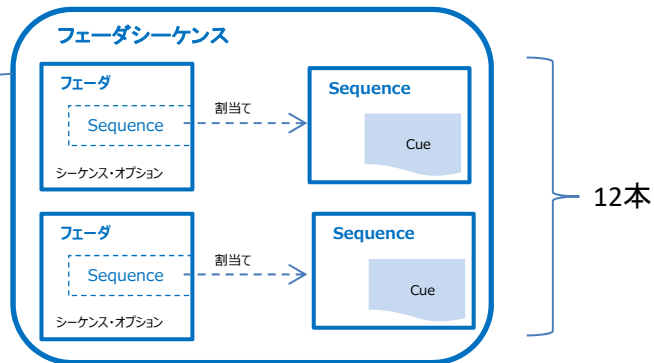 フェーダシーケンス
フェーダ
Sequence
シーケンス・オプション
割当て
Sequence
Cue
フェーダ
Sequence
シーケンス・オプション
割当て
Sequence
Cue
12本